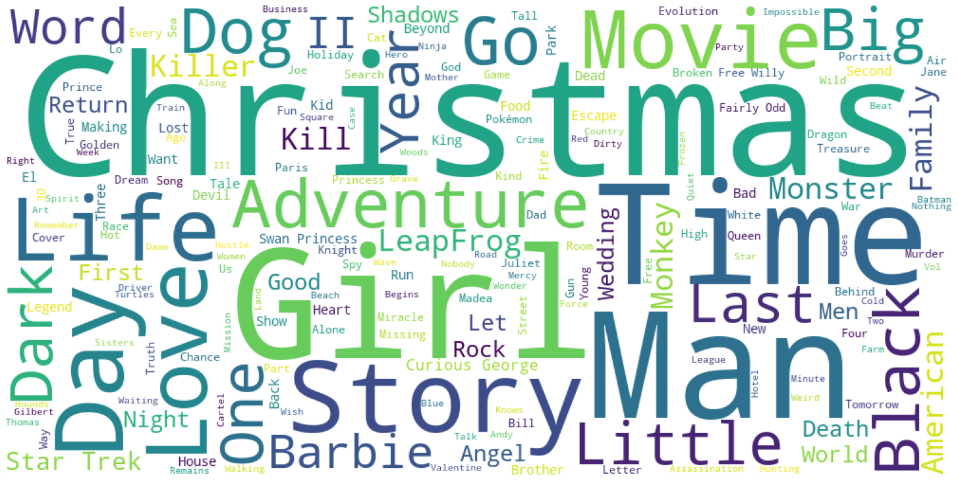 Word
Every
Sea
Dog
II
Business
Shadows
Beyond
Tall
Evolution
Impossible
Movie
Big
Lo
Killer
Holiday
Joe
Year
Cat
Hero
Ninja
Go
Park
Party
Portrait
Air
Along
Search
God
Mother
Game
Dead
Broken
Free Willy
Second
Jane
Wild
Christmas
Prince
Return
Train
Fun
Kid
Square
Case
Food
Pokémon
Escape
Fairly Odd
Beat
True
Making
Lost
Golden
Age
Kill
King
Crime
Red
Country
Dirty
Dragon
Treasure
Family
Right
Week
Want
III
Paris
Woods
Fire
Frozen
El
Dream
Song
Tale
Devil
Princess
Grave
Kind
Quiet
Bad
Monster
Batman
Nothing
3D
Spirit
Art
Three
Life
Adventure
Time
War
Remember
Race
Hot
Cover
Dame
Hustle
Women
Us
Swan Princess
Knight
Dad
LeapFrog
Room
Wedding
Monkey
High
White
Queen
Star
Goes
Murder
Vol
Dark
First
Legend
Driver
Turtles
Day
Love
Girl
Spy
Wave
Nobody
Road
Juliet
Mercy
Run
Good
Wonder
Gun
Young
Free
Force
Last
Behind
Cold
Men
Two
Land
Beach
Begins
Madea
Heart
Show
Alone
Miracle
Missing
Let
Street
New
Four
Farm
Black
American
Mission
Sisters
Truth
Chance
Rock
Curious George
Man
League
Hotel
Minute
Weird
Tomorrow
Hounds
Gilbert
Thomas
Waiting
Part
Back
Wish
One
Story
Blue
Knows
Bill
Night
Cartel
Way
Star Trek
House
Remains
Walking
Barbie
Talk
Andy
Valentine
Angel
Brother
Little
Letter
Assassination
Hunting
Death
World